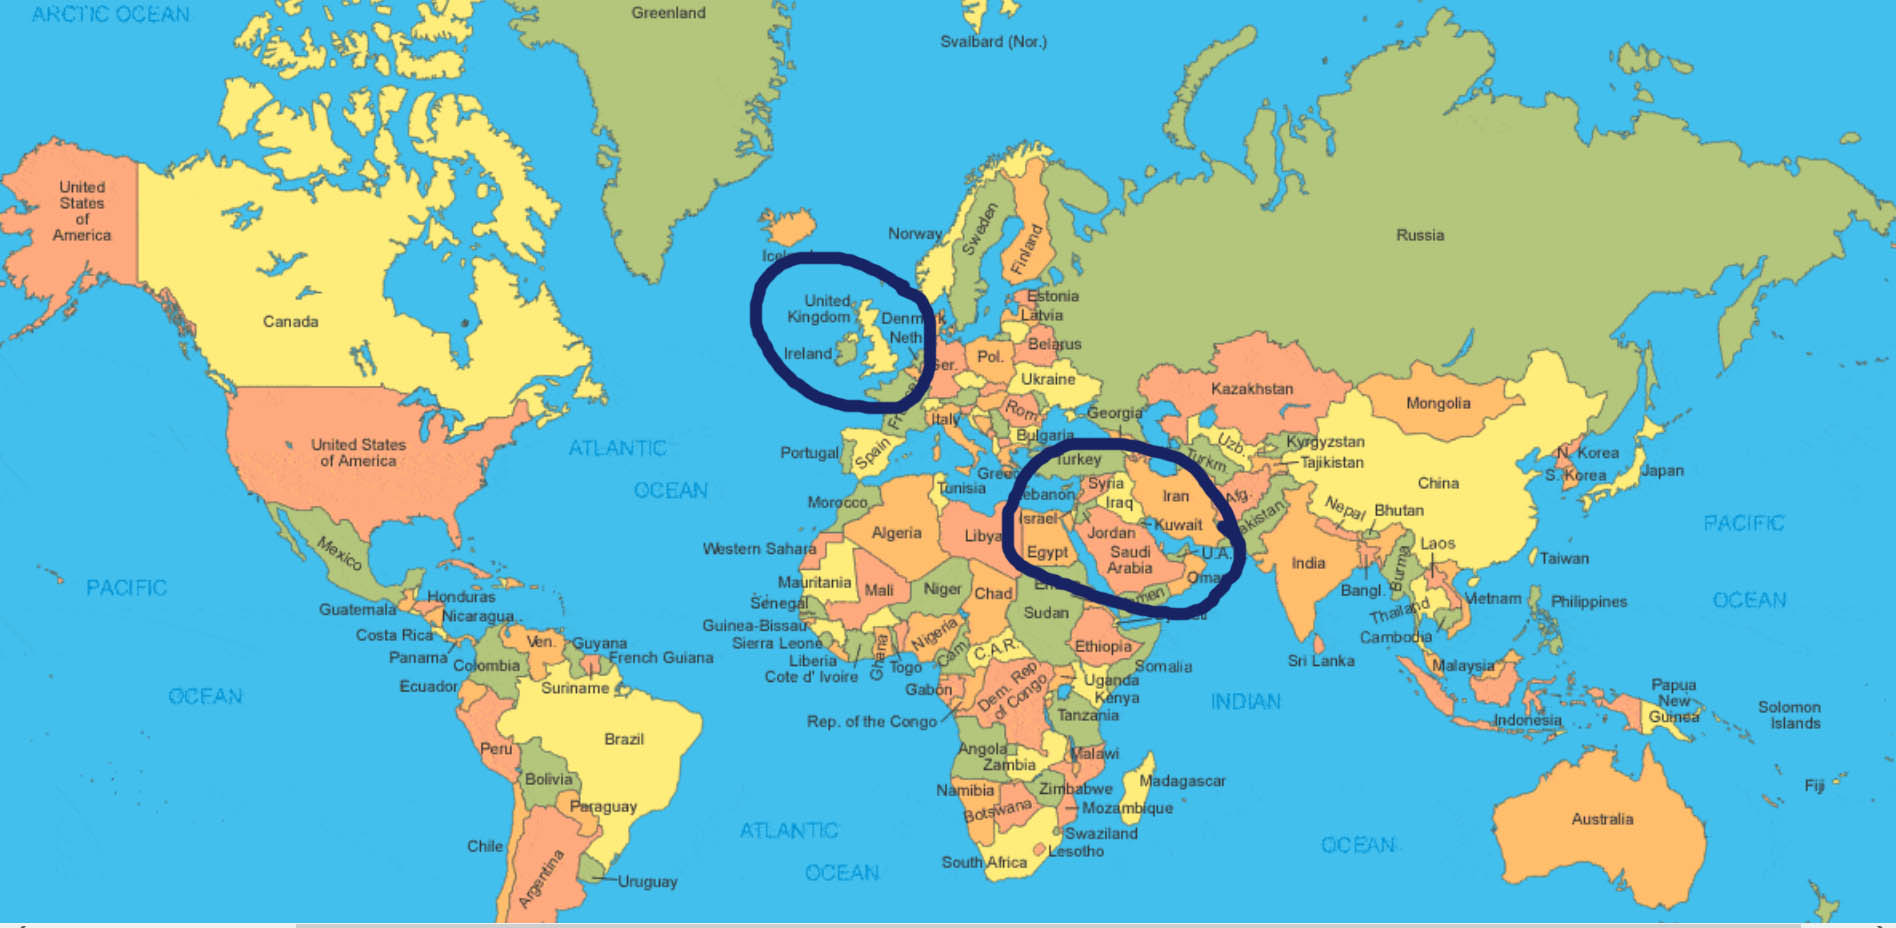 ARCTIC OCEAN
Greenland
Svalbard (Nor.)
United
States
of
America
Canada
Norway
Sweden
Finland
Russia
United
Kingdom
Ireland
Neth
Estonia
Latvia
Belarus
Pol.
Ukraine
Rom.
Italy
Bulgaria
Georgia
Kazakhstan
Mongolia
United States
of America
ATLANTIC
OCEAN
Portugal
Spain
Turkey
Uzb.
Turkm.
Kyrgyzstan
Tajikistan
China
N. Korea
S. Korea
Japan
Morocco
Tunisia
Algeria
Libya
Syria
Iraq
Iran
Afg.
Israel
Egypt
Jordan
Kuwait
Saudi
Arabia
U.A.
Nepal
Bhutan
India
Bangl.
Burma
Laos
Taiwan
PACIFIC
OCEAN
Mexico
PACIFIC
OCEAN
Western Sahara
Mauritania
Mali
Niger
Chad
Sudan
Senegal
Guinea-Bissau
Sierra Leone
Liberia
Cote d' Ivoire
Ghana
Togo
Nigeria
Cam.
C.A.R.
Ethiopia
Somalia
Guatemala
Honduras
Nicaragua
Costa Rica
Panama
Ven.
Guyana
French Guiana
Colombia
Suriname
Ecuador
Thailand
Vietnam
Cambodia
Philippines
Sri Lanka
Malaysia
Gabon
Rep. of the Congo
Dem. Rep
of Congo
Uganda
Kenya
Tanzania
INDIAN
OCEAN
Indonesia
Papua
New
Guinea
Solomon
Islands
Peru
Brazil
Bolivia
Paraguay
Chile
Argentina
Uruguay
ATLANTIC
OCEAN
Angola
Zambia
Malawi
Namibia
Botswana
Zimbabwe
Mozambique
Madagascar
Swaziland
Lesotho
South Africa
Australia
Fiji